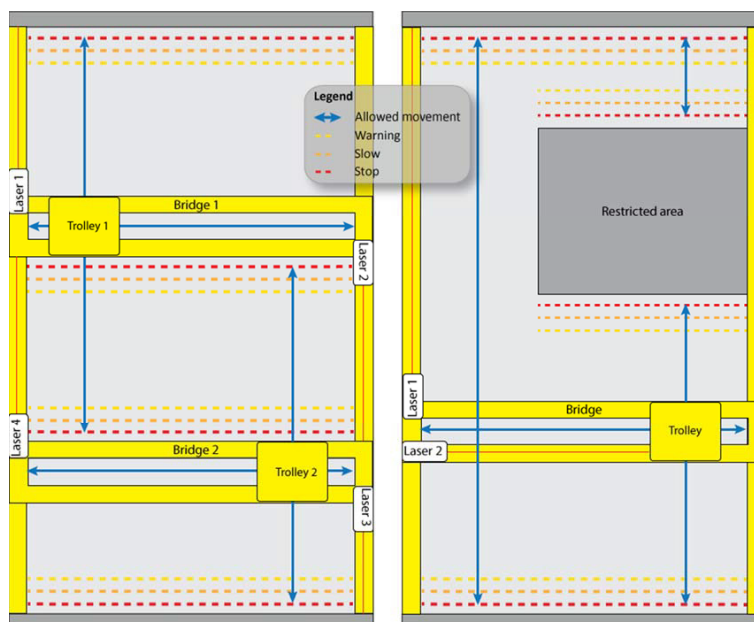 Legend
Allowed movement
Warning
Slow
Stop
Laser 1
Bridge 1
Trolley 1
Laser 2
Laser 4
Bridge 2
Trolley 2
Laser 3
Restricted area
Laser 1
Bridge
Trolley
Laser 2